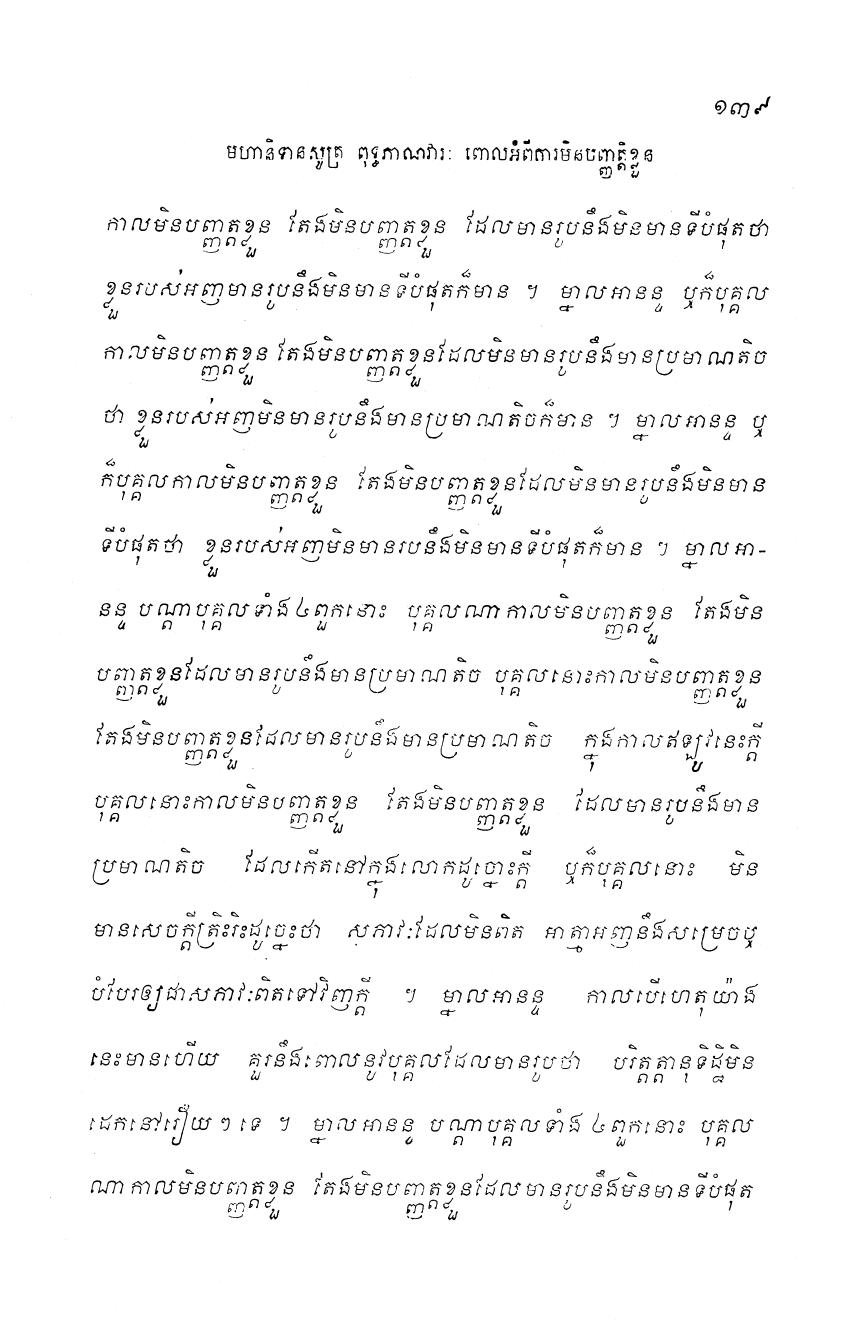 ១៣៩
មហានិទានសូត្រ ពុទ្ធភាណវារៈ ពោលអំពីការមិនបញ្ញត្តិខ្លួន
កាលមិនបញ្ញត្តខ្លួន តែងមិនបញ្ញត្តខ្លួន ដែលមានរូបនឹងមិនមានទីបំផុតថា
ខ្លួនរបស់អញមានរូបនឹងមិនមានទីបំផុតក៏មាន ។ ម្នាលអានន្ទ ឬក៏បុគ្គល
កាលមិនបញ្ញត្តខ្លួន តែងមិនបញ្ញត្តខ្លួនដែលមិនមានរូបនឹងមានប្រមាណតិច
ថា ខ្លួនរបស់អញមិនមានរូបនឹងមានប្រមាណតិចក៏មាន ។ ម្នាលអានន្ទ ឬ
ក៏បុគ្គលកាលមិនបញ្ញត្តខ្លួន តែងមិនបញ្ញត្តខ្លួនដែលមិនមានរូបនឹងមិនមាន
ទីបំផុតថា ខ្លួនរបស់អញមិនមានរបនឹងមិនមានទីបំផុតក៏មាន ។ ម្នាលអា-
នន្ទ បណ្តាបុគ្គលទាំង៤ពួកនោះ បុគ្គលណាកាលមិនបញ្ញត្តខ្លួន តែងមិន
បញ្ញត្តខ្លួនដែលមានរូបនឹងមានប្រមាណតិច បុគ្គលនោះកាលមិនបញ្ញត្តខ្លួន
តែងមិនបញ្ញត្តខ្លួនដែលមានរូបនឹងមានប្រមាណតិច ក្នុងកាលឥឡូវនេះក្តី
បុគ្គលនោះកាលមិនបញ្ញត្តខ្លួន តែងមិនបញ្ញត្តខ្លួន ដែលមានរូបនឹងមាន
ប្រមាណតិច ដែលកើតនៅក្នុងលោកដូច្នោះក្តី ឬក៏បុគ្គលនោះ មិន
មានសេចក្តីត្រិះរិះដូច្នេះថា សភាវៈដែលមិនពិត អាត្មាអញនឹងសម្រេចឬ
បំបែរឲ្យជាសភាវៈពិតទៅវិញក្តី ។ ម្នាលអានន្ទ កាលបើហេតុយ៉ាង
នេះមានហើយ គួរនឹងពោលនូវបុគ្គលដែលមានរូបថា បរិត្តត្តានុទិដ្ឋិមិន
ដេកនៅរឿយៗទេ ។ ម្នាលអានន្ទ បណ្តាបុគ្គលទាំង៤ពួកនោះ បុគ្គល
ណាកាលមិនបញ្ញត្តខ្លួន តែងមិនបញ្ញត្តខ្លួនដែលមានរូបនឹងមិនមានទីបំផុត